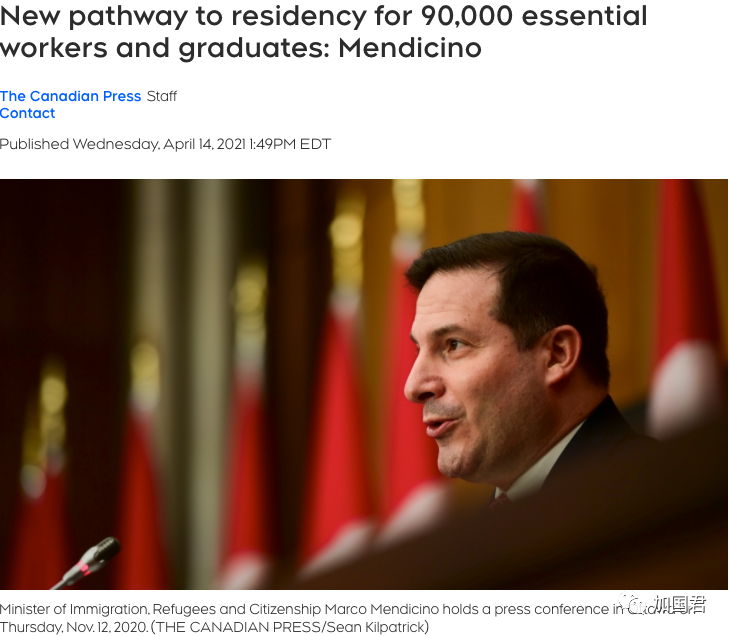 New pathway to residency for 90,000 essential
workers and graduates: Mendicino
The Canadian Press Staff
Contact
Published Wednesday, April 14, 2021 1:49PM EDT
Minister of Immigration, Refugees and Citizenship Marco Mendicino holds a press conference in
加国君
Thursday, Nov. 12, 2020. (THE CANADIAN PRESS/Sean Kilpatrick)